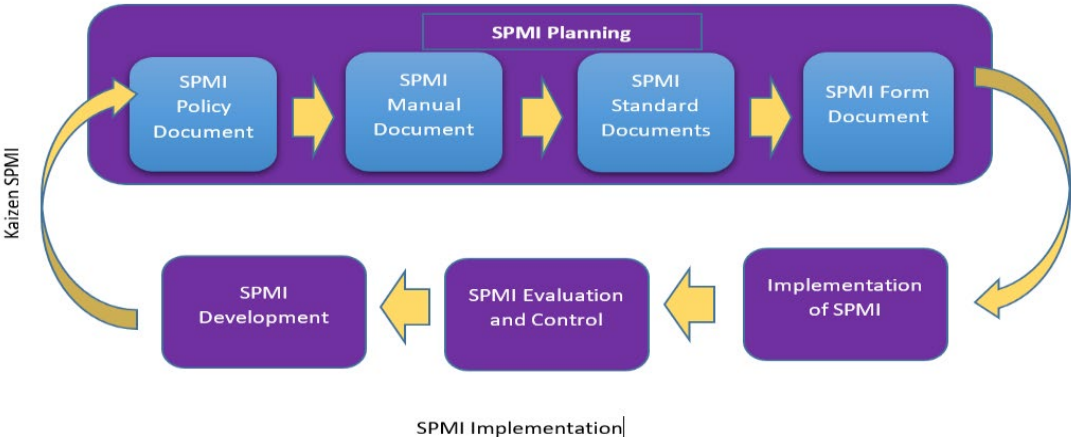 SPMI Planning
SPMI
Policy
Document
SPMI
Manual
Document
SPMI
Standard
Documents
SPMI Form
Document
Kaizen SPMI
SPMI
Development
SPMI Evaluation
and Control
Implementation
of SPMI
SPMI Implementation